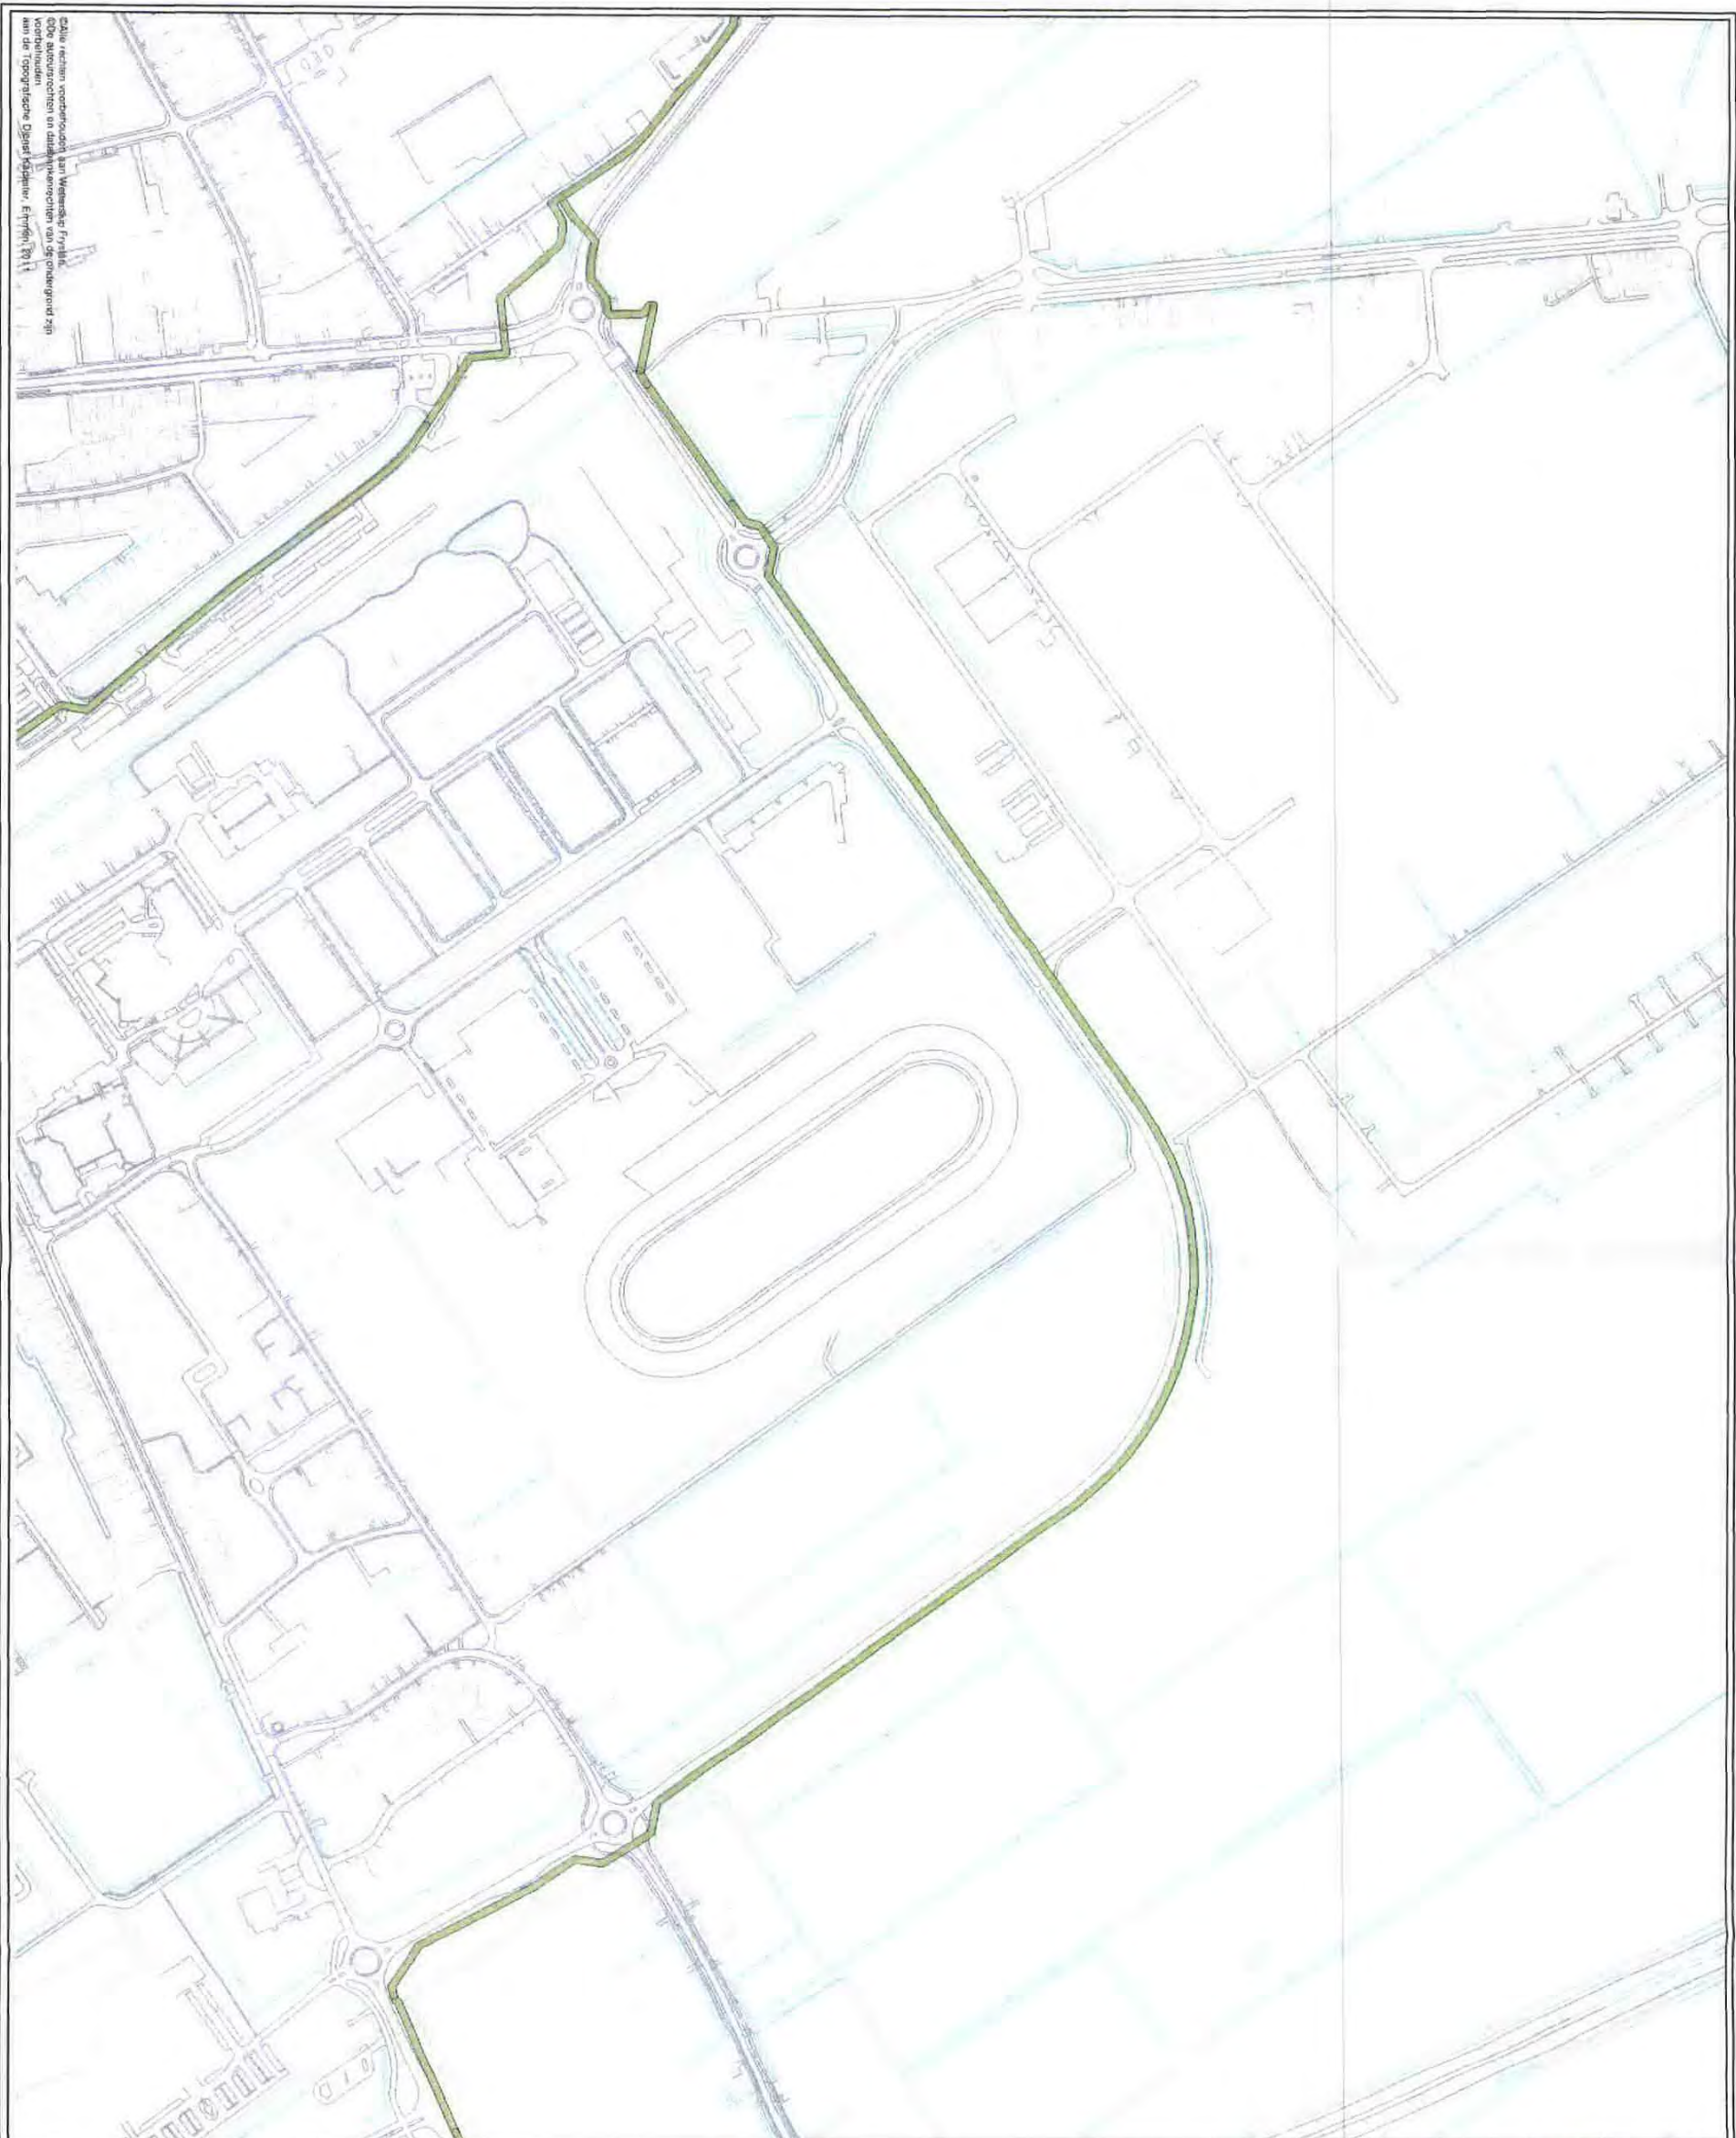 ©Alle rechten voorbehouden aan Wetterskip Fryslân.
©De auteursrechten en databankenrechten van de ondergrond zijn
voorbehouden
aan de Topografische Dienst Kadaster, Emmen, 2011